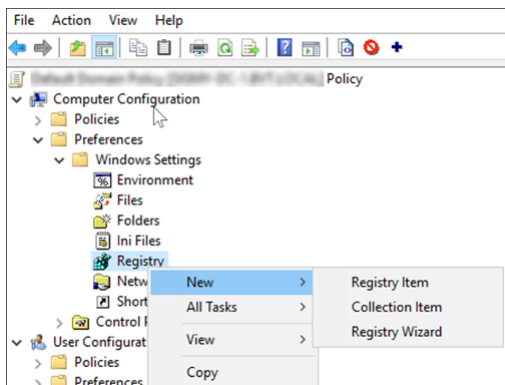 File Action View Help
Policy
Computer Configuration
Policies
Preferences
Windows Settings
Environment
Files
Folders
Ini Files
Registry
Netw
Short
Control
User Configurat
Policies
Preferences
New
All Tasks
View
Copy
Registry Item
Collection Item
Registry Wizard